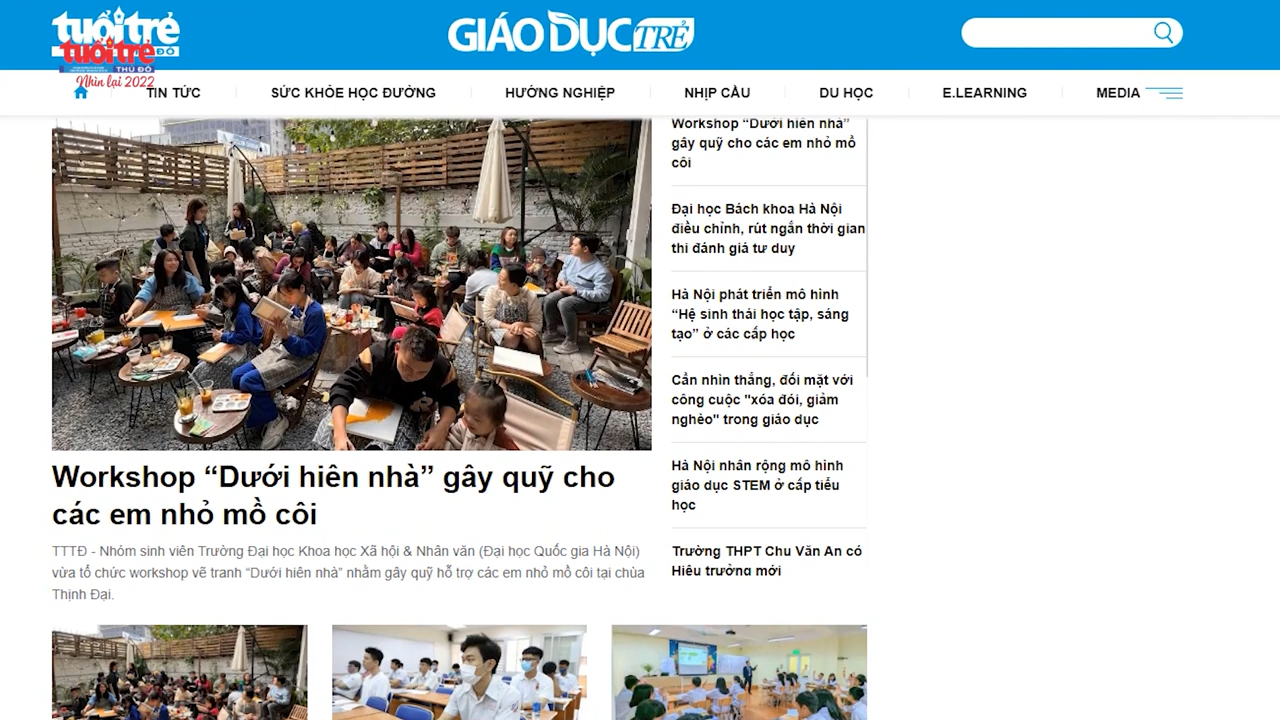 tuổi trẻ
THỦ ĐÔ
tuổi trẻ
THỦ ĐÔ
Nhìn lại 2022
GIÁO DỤC TRẺ
TIN TỨC
SỨC KHỎE HỌC ĐƯỜNG
HƯỚNG NGHIỆP
NHỊP CẦU
DU HỌC
E.LEARNING
MEDIA
Workshop “Dưới hiên nhà” gây quỹ cho
các em nhỏ mồ côi
TTTĐ - Nhóm sinh viên Trường Đại học Khoa học Xã hội & Nhân văn (Đại học Quốc gia Hà Nội)
vừa tổ chức workshop vẽ tranh “Dưới hiên nhà” nhằm gây quỹ hỗ trợ các em nhỏ mồ côi tại chùa
Thịnh Đại.
Workshop “Dưới hiên nhà”
gây quỹ cho các em nhỏ mồ
côi
Đại học Bách khoa Hà Nội
điều chỉnh, rút ngắn thời gian
thi đánh giá tư duy
Hà Nội phát triển mô hình
“Hệ sinh thái học tập, sáng
tạo” ở các cấp học
Cần nhìn thẳng, đối mặt với
công cuộc "xóa đói, giảm
nghèo" trong giáo dục
Hà Nội nhân rộng mô hình
giáo dục STEM ở cấp tiểu
học
Trường THPT Chu Văn An có
Hiệu trưởng mới